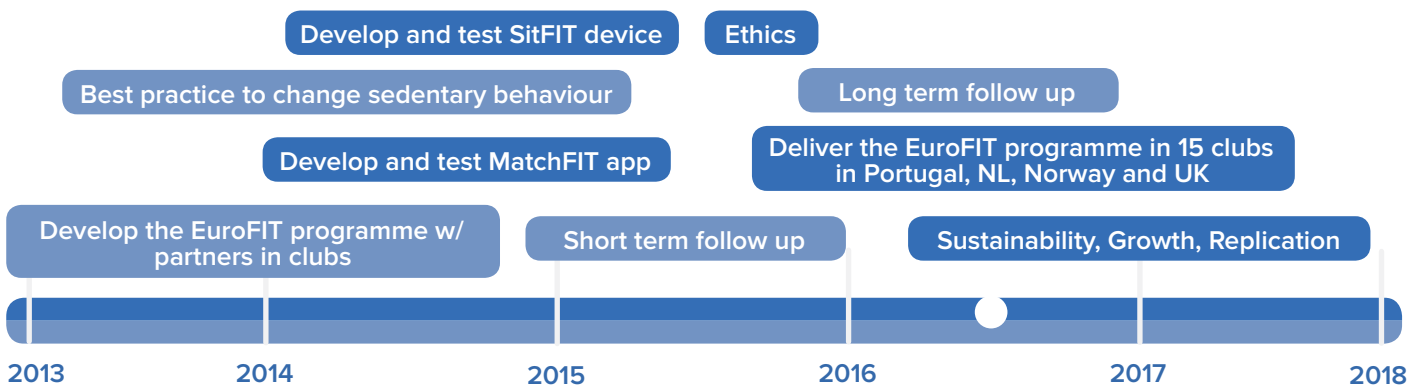 Develop and test SitFIT device
Ethics
Best practice to change sedentary behaviour
Long term follow up
Develop and test MatchFIT app
Deliver the EuroFIT programme in 15 clubs
in Portugal, NL, Norway and UK
Develop the EuroFIT programme w/
partners in clubs
Short term follow up
Sustainability, Growth, Replication
2013
2014
2015
2016
2017
2018